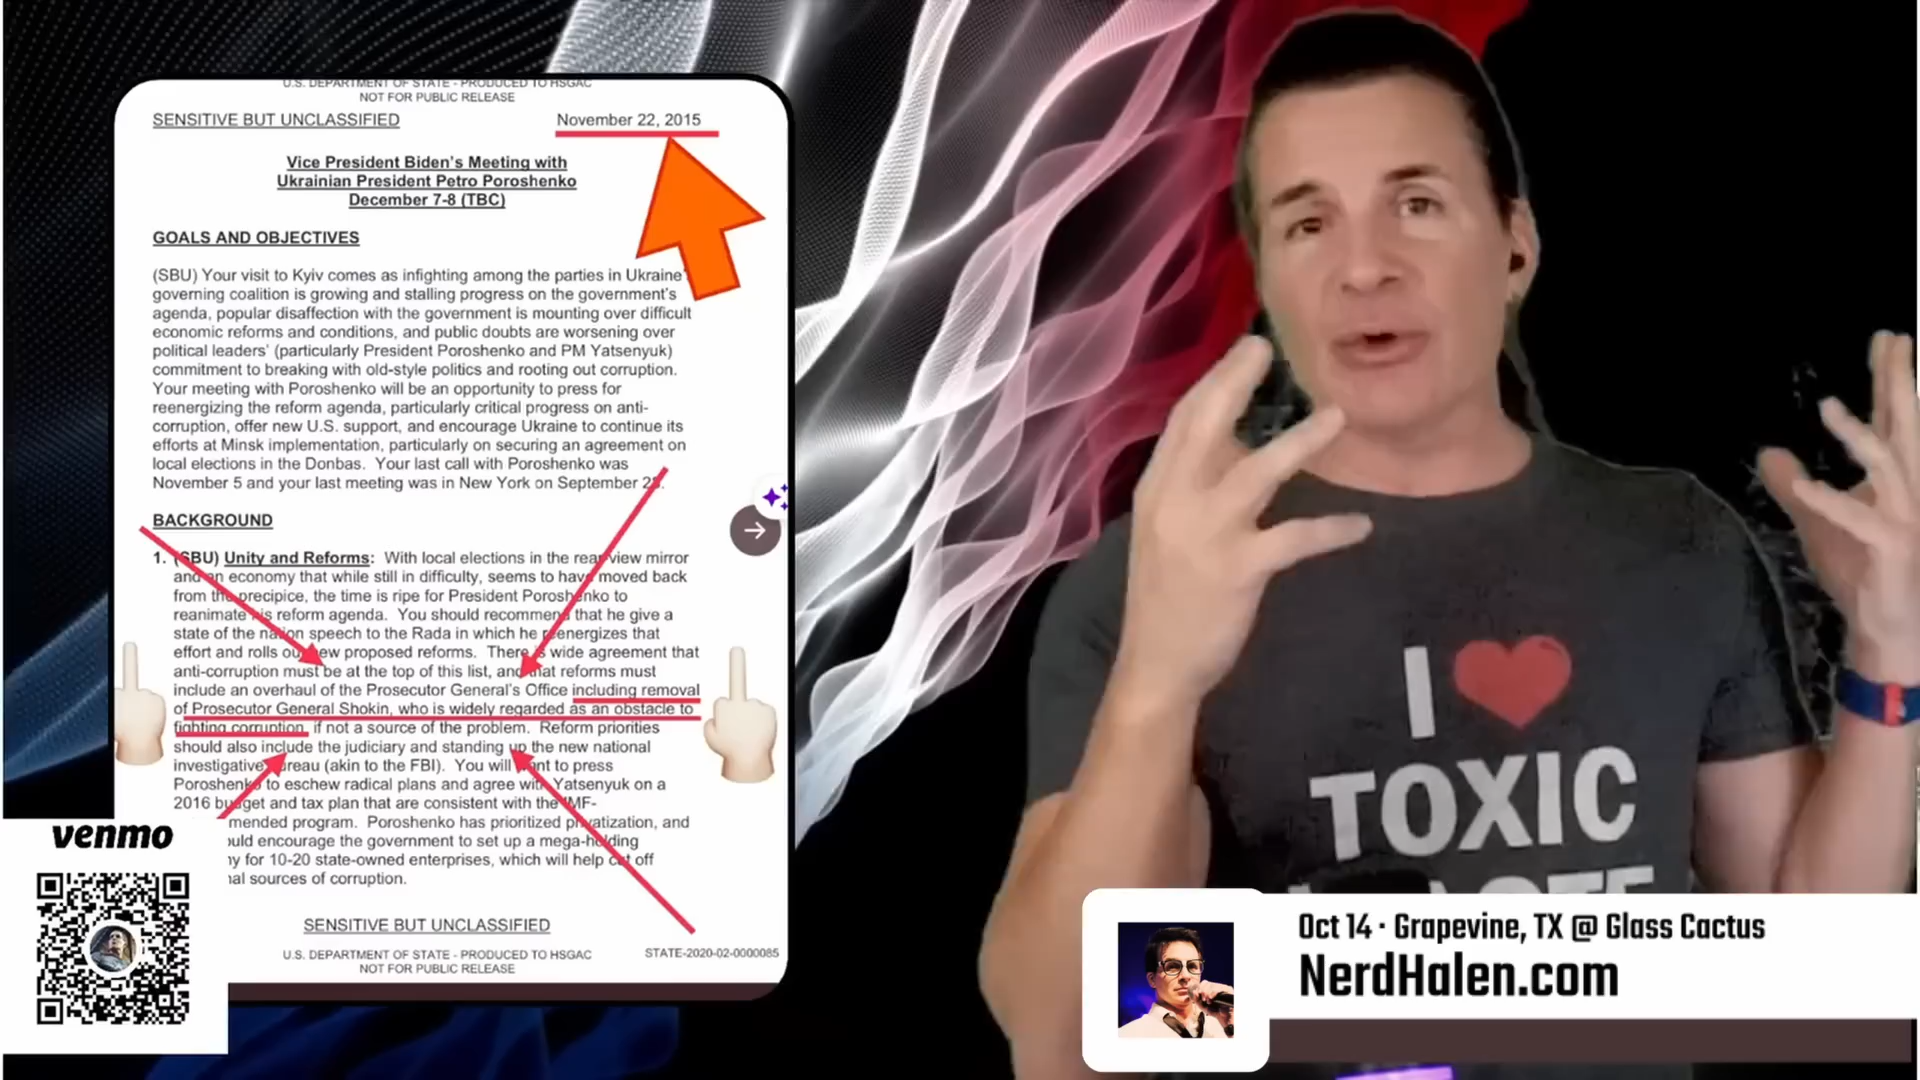 U.S. DEPARTMENT OF STATE - PRODUCED TO HSGAC
NOT FOR PUBLIC RELEASE
SENSITIVE BUT UNCLASSIFIED
November 22, 2015
Vice President Biden's Meeting with
Ukrainian President Petro Poroshenko
December 7-8 (TBC)
GOALS AND OBJECTIVES
(SBU) Your visit to Kyiv comes as infighting among the parties in Ukraine'
governing coalition is growing and stalling progress on the government's
agenda, popular disaffection with the government is mounting over difficult
economic reforms and conditions, and public doubts are worsening over
political leaders' (particularly President Poroshenko and PM Yatsenyuk)
commitment to breaking with old-style politics and rooting out corruption.
Your meeting with Poroshenko will be an opportunity to press for
reenergizing the reform agenda, particularly critical progress on anti-
corruption, offer new U.S. support, and encourage Ukraine to continue its
efforts at Minsk implementation, particularly on securing an agreement on
local elections in the Donbas. Your last call with Poroshenko was
November 5 and your last meeting was in New York on September
BACKGROUND
1. (SBU) Unity and Reforms: With local elections in the rear view mirror
and an economy that while still in difficulty, seems to have moved back
from the precipice, the time is ripe for President Poroshenko to
reanimate his reform agenda. You should recommend that he give a
state of the nation speech to the Rada in which he reenergizes that
effort and rolls out new proposed reforms. There is wide agreement that
anti-corruption must be at the top of this list, and that reforms must
include an overhaul of the Prosecutor General's Office including removal
of Prosecutor General Shokin, who is widely regarded as an obstacle to
fighting corruption, if not a source of the problem. Reform priorities
should also include the judiciary and standing up the new national
investigative bureau (akin to the FBI). You will want to press
Poroshenko to eschew radical plans and agree with Yatsenyuk on a
2016 budget and tax plan that are consistent with the IMF-
mended program. Poroshenko has prioritized privatization, and
uld encourage the government to set up a mega-holding
y for 10-20 state-owned enterprises, which will help cut off
al sources of corruption.
SENSITIVE BUT UNCLASSIFIED
U.S. DEPARTMENT OF STATE - PRODUCED TO HSGAC
STATE-2020-02-0000085
NOT FOR PUBLIC RELEASE
venmo
I ❤
TOXIC
Oct 14 · Grapevine, TX @ Glass Cactus
NerdHalen.com